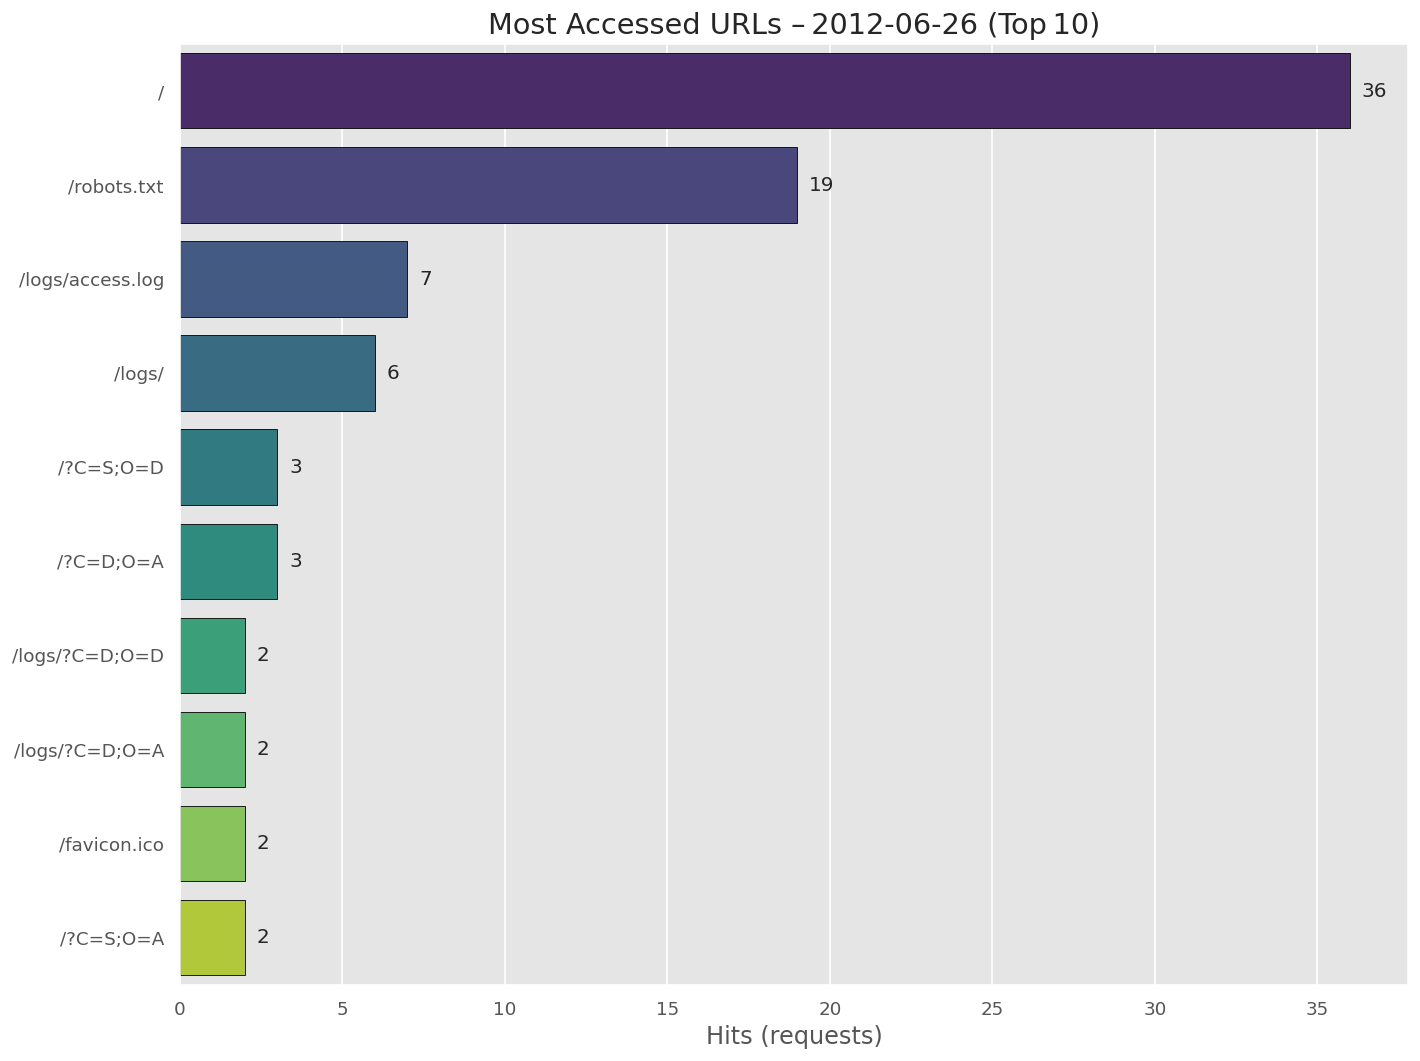 Most Accessed URLs – 2012-06-26 (Top 10)
/ 36
/robots.txt 19
/logs/access.log 7
/logs/ 6
/?C=S;O=D 3
/?C=D;O=A 3
/logs/?C=D;O=D 2
/logs/?C=D;O=A 2
/favicon.ico 2
/?C=S;O=A 2
0 5 10 15 20 25 30 35
Hits (requests)